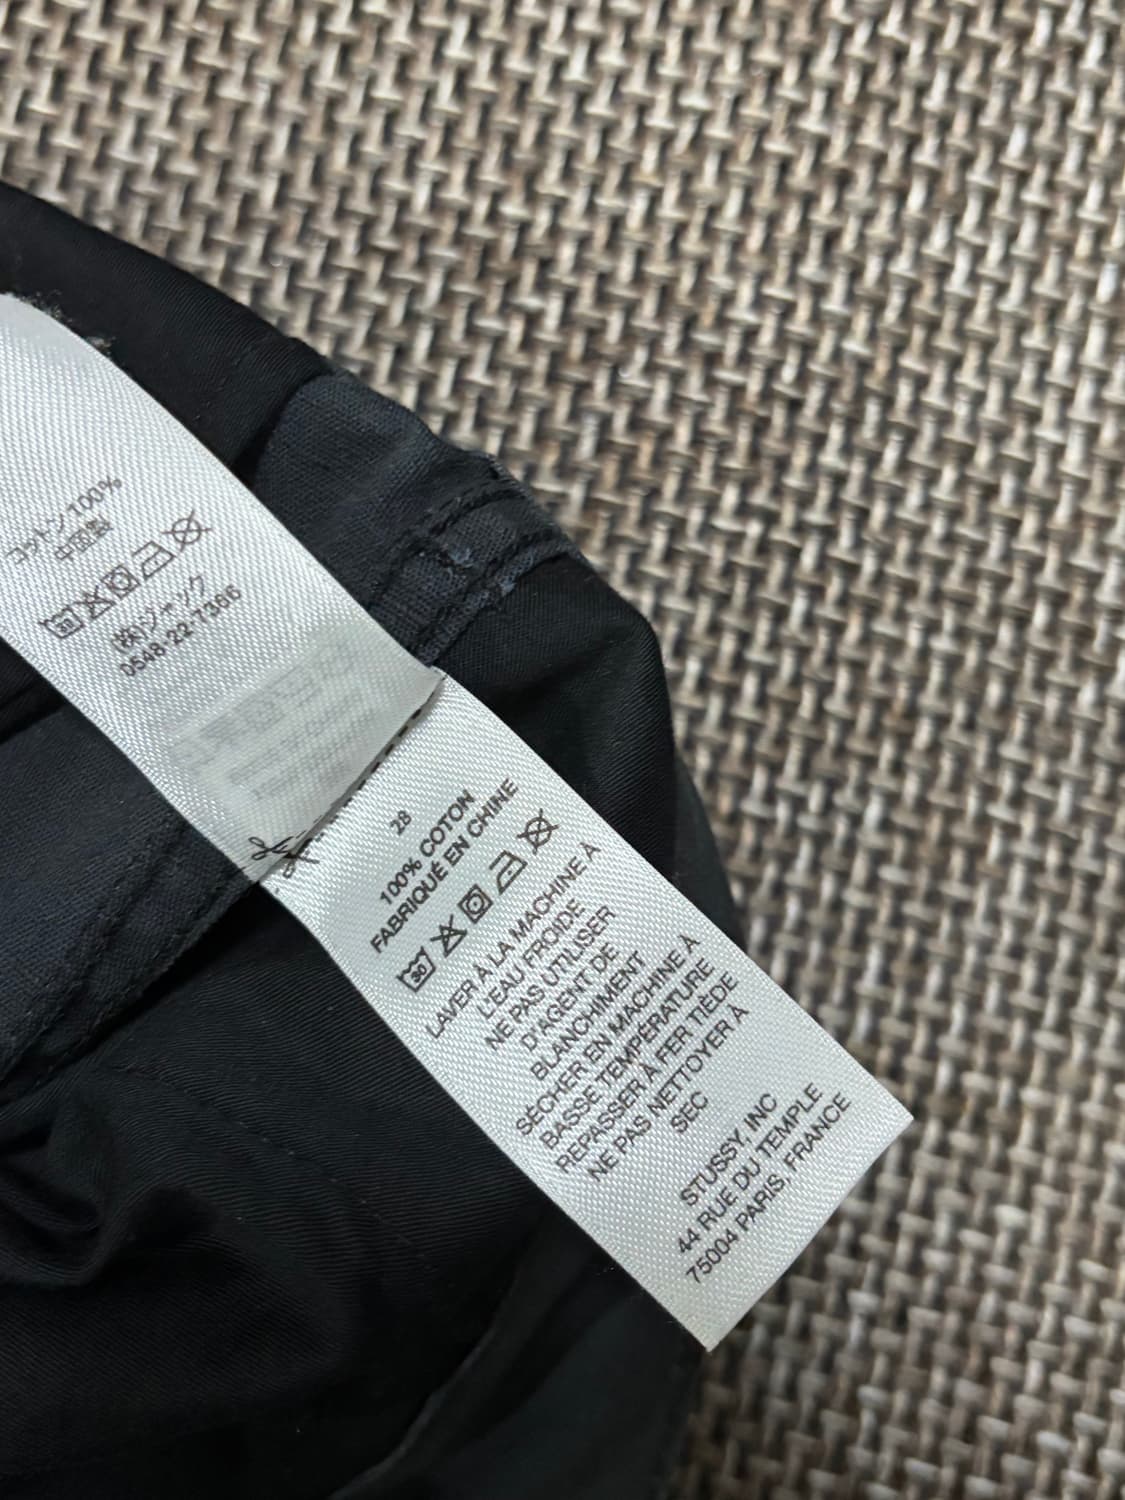 コットン100%
中国製
30
(株)ジャック
0548-22-7366
28
100% COTON
FABRIQUÉ EN CHINE
30
LAVER À LA MACHINE À
L'EAU FROIDE
NE PAS UTILISER
D'AGENT DE
BLANCHIMENT
SÉCHER EN MACHINE À
BASSE TEMPÉRATURE
REPASSER À FER TIÈDE
NE PAS NETTOYER À
SEC
STUSSY, INC
44 RUE DU TEMPLE
75004 PARIS, FRANCE